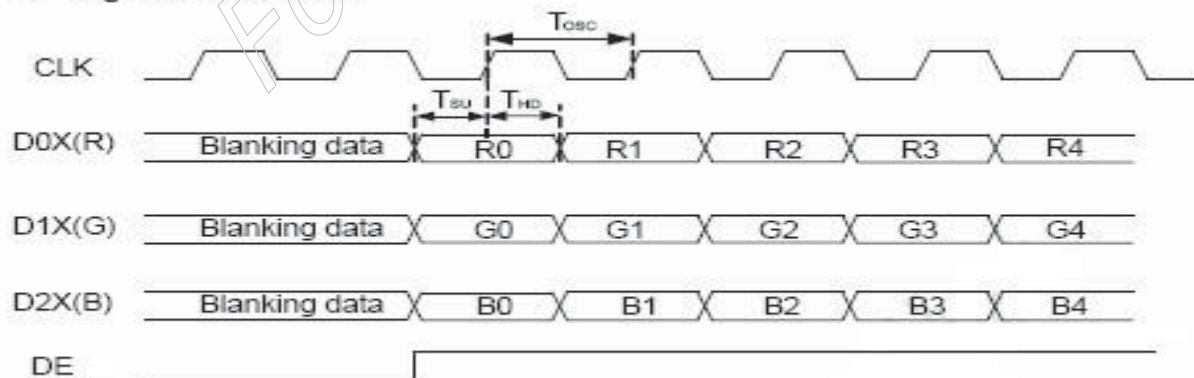 Tosc
CLK
TSU THD
D0X(R) Blanking data R0 R1 R2 R3 R4
D1X(G) Blanking data G0 G1 G2 G3 G4
D2X(B) Blanking data B0 B1 B2 B3 B4
DE